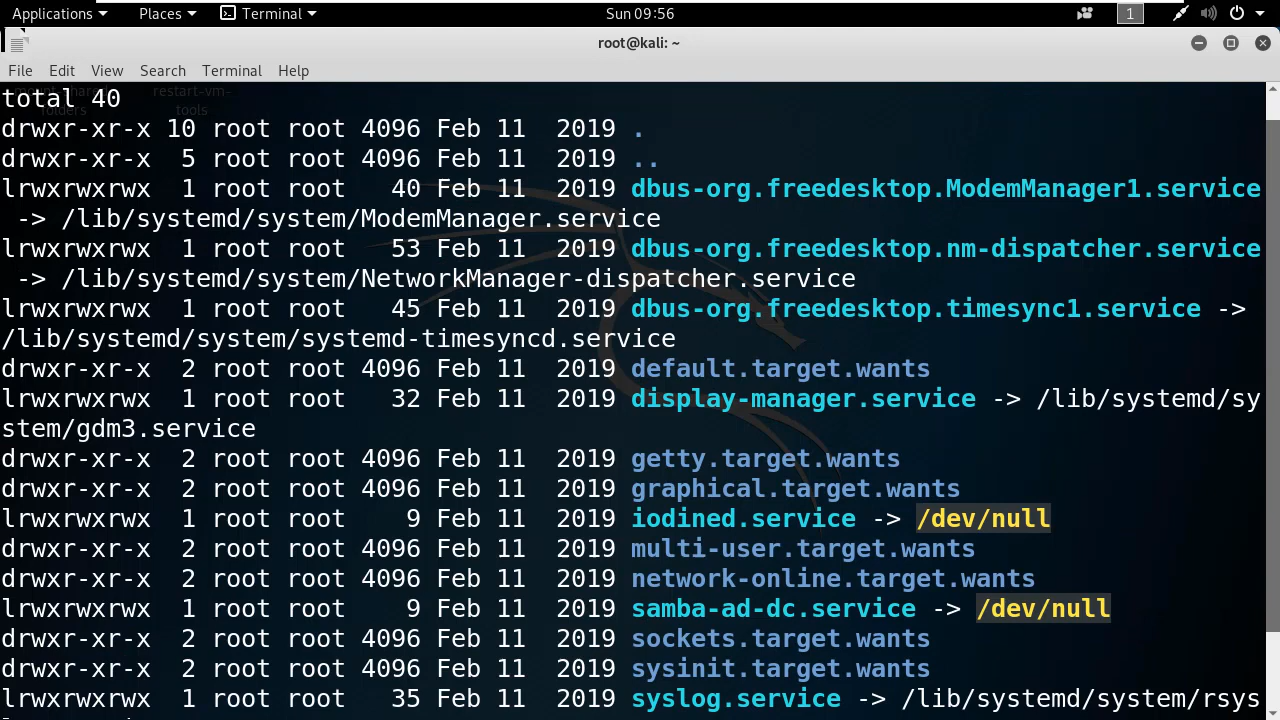 Applications Places Terminal Sun 09:56 1
root@kali: ~
File Edit View Search Terminal Help
restart-vm-
folders tools
total 40
drwxr-xr-x 10 root root 4096 Feb 11  2019 .
drwxr-xr-x  5 root root 4096 Feb 11  2019 ..
lrwxrwxrwx  1 root root   40 Feb 11  2019 dbus-org.freedesktop.ModemManager1.service
 -> /lib/systemd/system/ModemManager.service
lrwxrwxrwx  1 root root   53 Feb 11  2019 dbus-org.freedesktop.nm-dispatcher.service
 -> /lib/systemd/system/NetworkManager-dispatcher.service
lrwxrwxrwx  1 root root   45 Feb 11  2019 dbus-org.freedesktop.timesync1.service ->
/lib/systemd/system/systemd-timesyncd.service
drwxr-xr-x  2 root root 4096 Feb 11  2019 default.target.wants
lrwxrwxrwx  1 root root   32 Feb 11  2019 display-manager.service -> /lib/systemd/sy
stem/gdm3.service
drwxr-xr-x  2 root root 4096 Feb 11  2019 getty.target.wants
drwxr-xr-x  2 root root 4096 Feb 11  2019 graphical.target.wants
lrwxrwxrwx  1 root root    9 Feb 11  2019 iodined.service -> /dev/null
drwxr-xr-x  2 root root 4096 Feb 11  2019 multi-user.target.wants
drwxr-xr-x  2 root root 4096 Feb 11  2019 network-online.target.wants
lrwxrwxrwx  1 root root    9 Feb 11  2019 samba-ad-dc.service -> /dev/null
drwxr-xr-x  2 root root 4096 Feb 11  2019 sockets.target.wants
drwxr-xr-x  2 root root 4096 Feb 11  2019 sysinit.target.wants
lrwxrwxrwx  1 root root   35 Feb 11  2019 syslog.service -> /lib/systemd/system/rsys